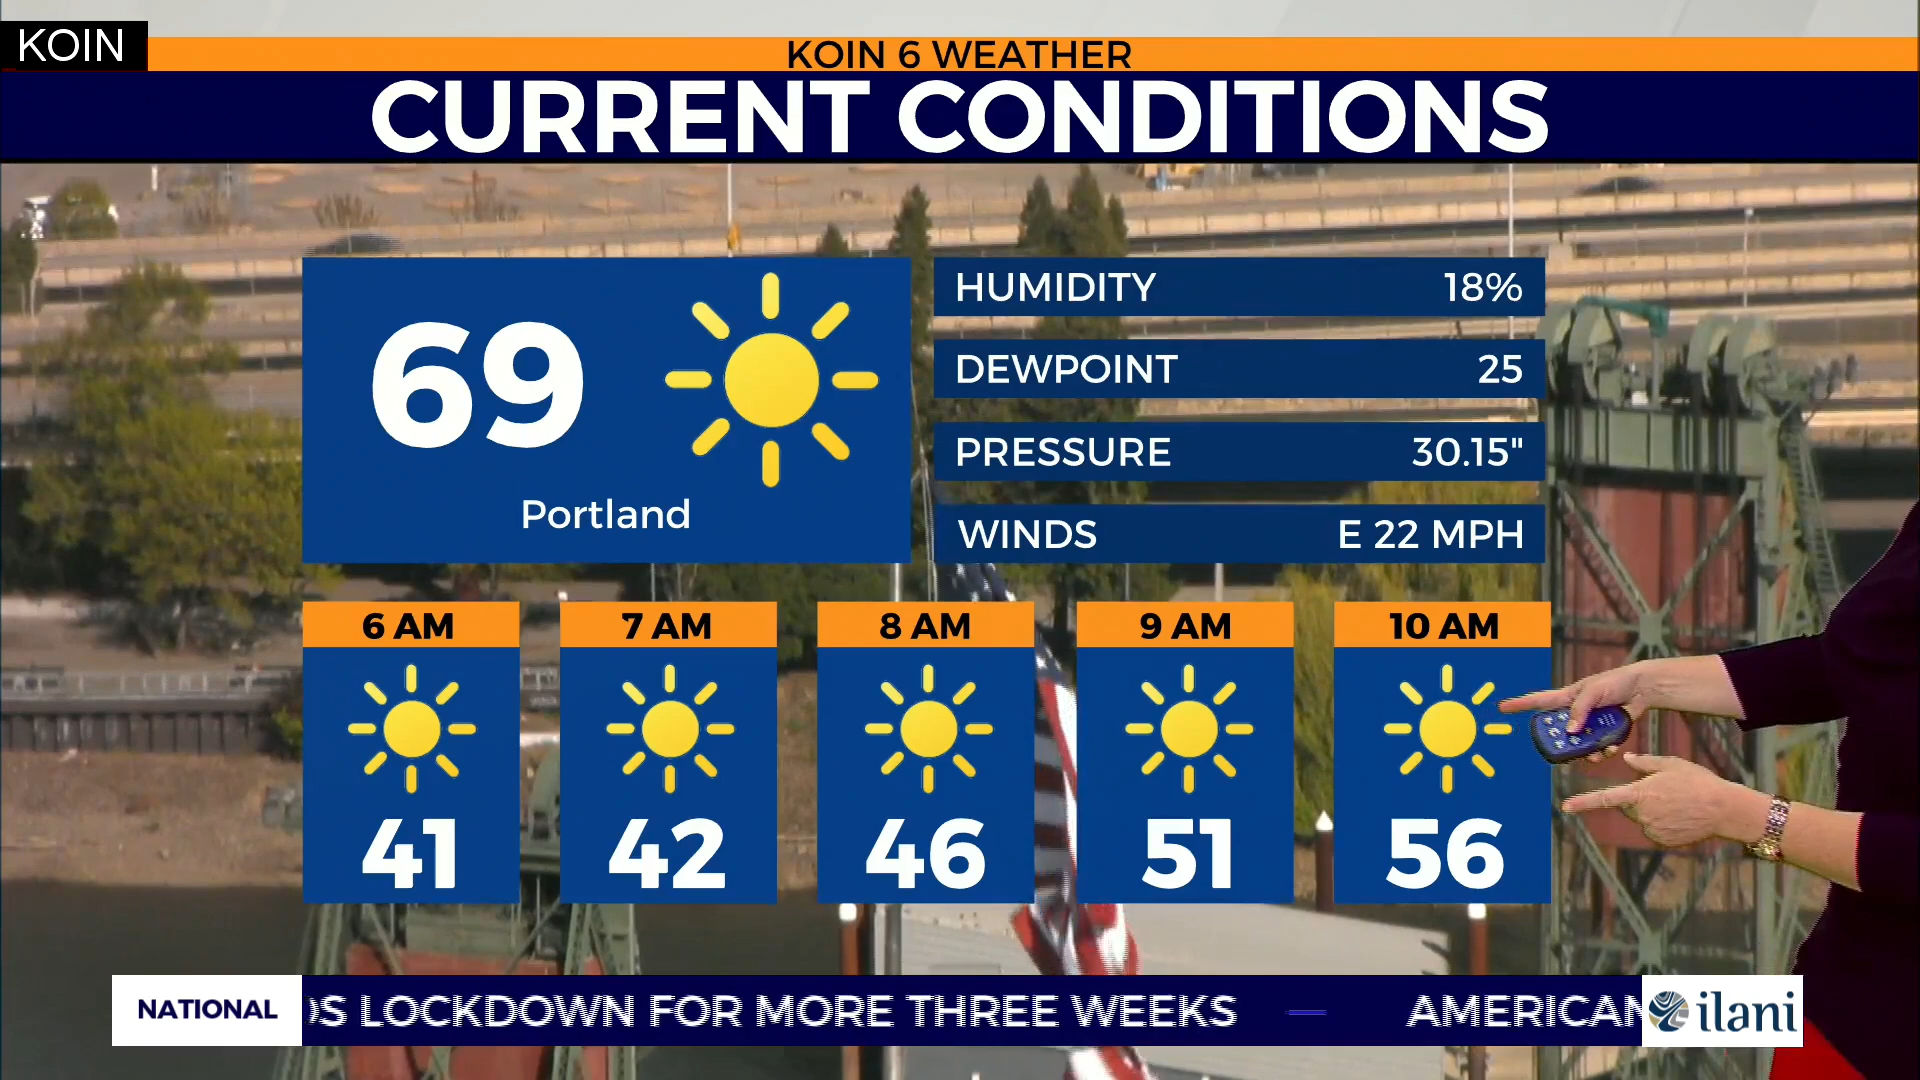 KOIN
KOIN 6 WEATHER
CURRENT CONDITIONS
69
Portland
HUMIDITY 18%
DEWPOINT 25
PRESSURE 30.15"
WINDS E 22 MPH
6 AM 7 AM 8 AM 9 AM 10 AM
41 42 46 51 56
NATIONAL LOCKDOWN FOR MORE THREE WEEKS — AMERICAN ilani